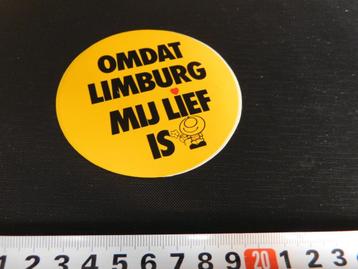 OMDAT
LIMBURG
MIJ LIEF
IS
1 2 3 4 5 6 7 8 9 20 1 2 3